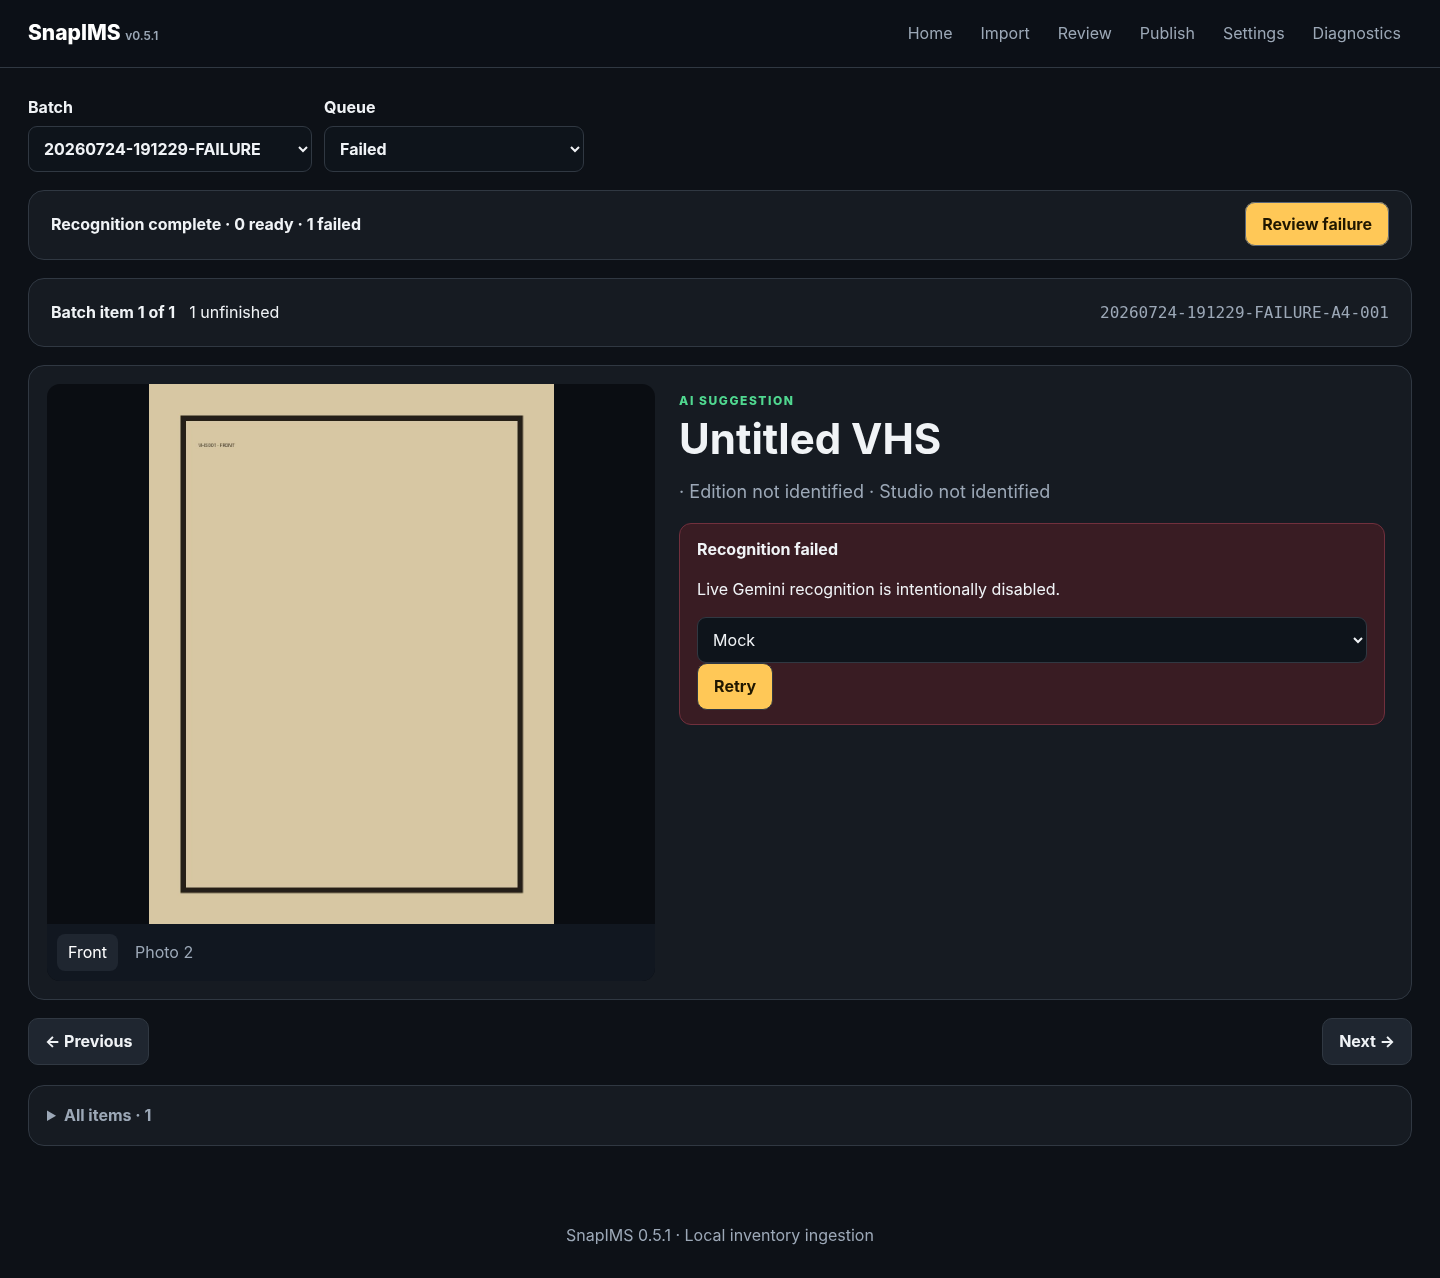 SnapIMS v0.5.1
Home Import Review Publish Settings Diagnostics
Batch Queue
20260724-191229-FAILURE Failed
Recognition complete · 0 ready · 1 failed Review failure
Batch item 1 of 1 1 unfinished 20260724-191229-FAILURE-A4-001
AI SUGGESTION
Untitled VHS
· Edition not identified · Studio not identified
Recognition failed
Live Gemini recognition is intentionally disabled.
Mock
Retry
Front Photo 2
← Previous Next →
All items · 1
SnapIMS 0.5.1 · Local inventory ingestion